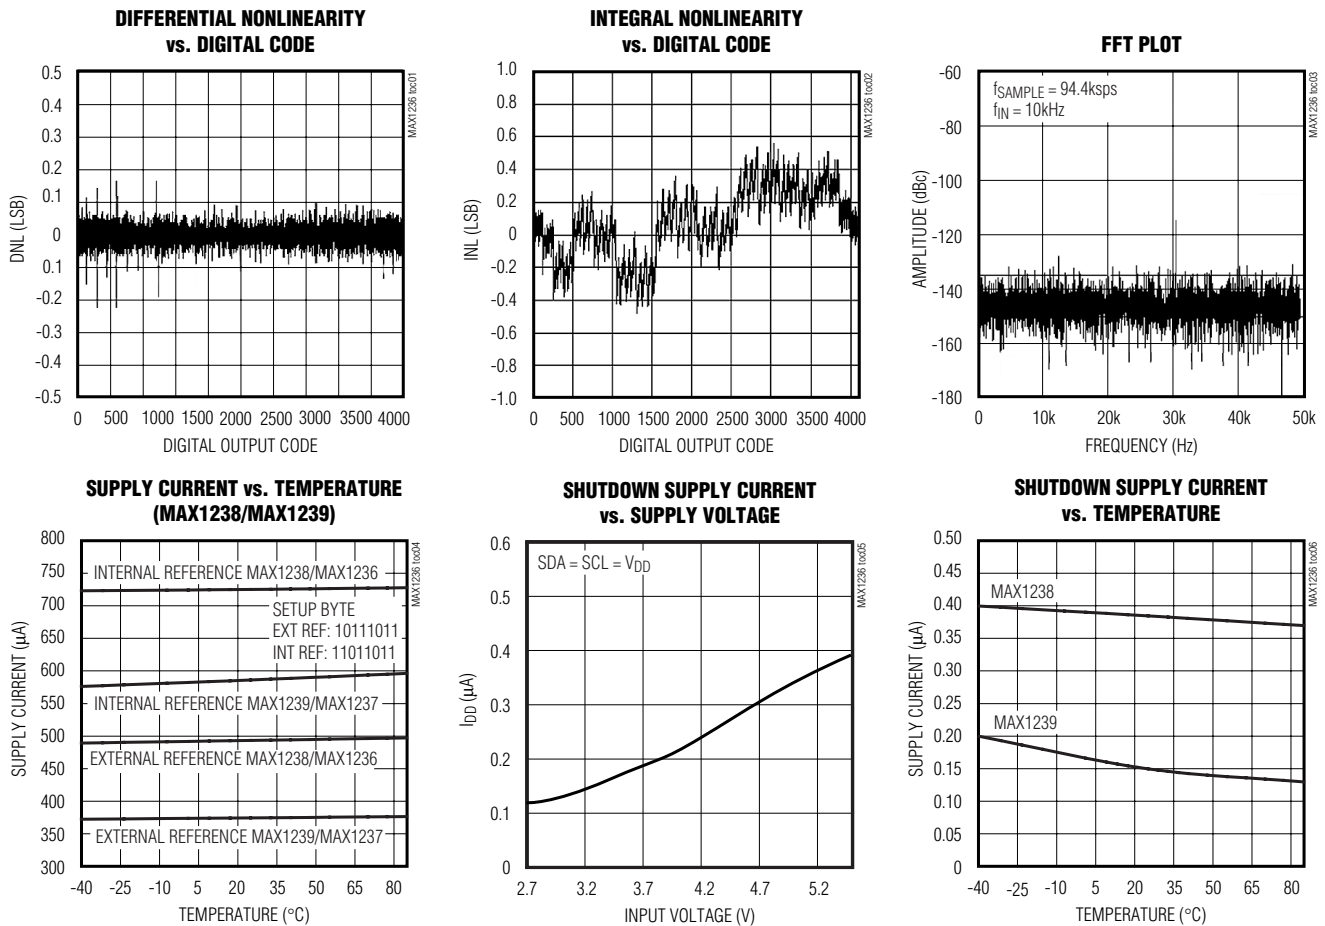 DIFFERENTIAL NONLINEARITY
vs. DIGITAL CODE
MAX1236 toc01
DNL (LSB)
0.5
0.4
0.3
0.2
0.1
0
0.1
-0.2
-0.3
-0.4
-0.5
0 500 1000 1500 2000 2500 3000 3500 4000
DIGITAL OUTPUT CODE
INTEGRAL NONLINEARITY
vs. DIGITAL CODE
MAX1236 toc02
INL (LSB)
1.0
0.8
0.6
0.4
0.2
0
-0.2
-0.4
-0.6
-0.8
-1.0
0 500 1000 1500 2000 2500 3000 3500 4000
DIGITAL OUTPUT CODE
FFT PLOT
MAX1236 toc03
fSAMPLE = 94.4ksps
fIN = 10kHz
AMPLITUDE (dBc)
-60
-80
-100
-120
-140
-160
-180
0 10k 20k 30k 40k 50k
FREQUENCY (Hz)
SUPPLY CURRENT vs. TEMPERATURE
(MAX1238/MAX1239)
MAX1236 toc04
SUPPLY CURRENT (µA)
800
750
700
650
600
550
500
450
400
350
300
INTERNAL REFERENCE MAX1238/MAX1236
SETUP BYTE
EXT REF: 10111011
INT REF: 11011011
INTERNAL REFERENCE MAX1239/MAX1237
EXTERNAL REFERENCE MAX1238/MAX1236
EXTERNAL REFERENCE MAX1239/MAX1237
-40 -25 -10 5 20 35 50 65 80
TEMPERATURE (°C)
SHUTDOWN SUPPLY CURRENT
vs. SUPPLY VOLTAGE
MAX1236 toc05
SDA = SCL = VDD
IDD (µA)
0.6
0.5
0.4
0.3
0.2
0.1
0
2.7 3.2 3.7 4.2 4.7 5.2
INPUT VOLTAGE (V)
SHUTDOWN SUPPLY CURRENT
vs. TEMPERATURE
MAX1236 toc06
SUPPLY CURRENT (µA)
0.50
0.45
0.40
0.35
0.30
0.25
0.20
0.15
0.10
0.05
0
MAX1238
MAX1239
-40 -25 -10 5 20 35 50 65 80
TEMPERATURE (°C)